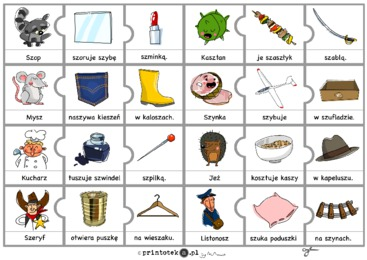 Szop szoruje szybę szminką. Kasztan je szaszłyk szablą.
Mysz naszywa kieszeń w kaloszach. Szynka szybuje w szufladzie.
Kucharz tuszuje szwindel szpilką. Jeż kosztuje kaszy w kapeluszu.
Szeryf otwiera puszkę na wieszaku. Listonosz szuka poduszki na szynach.
©printoteka.pl